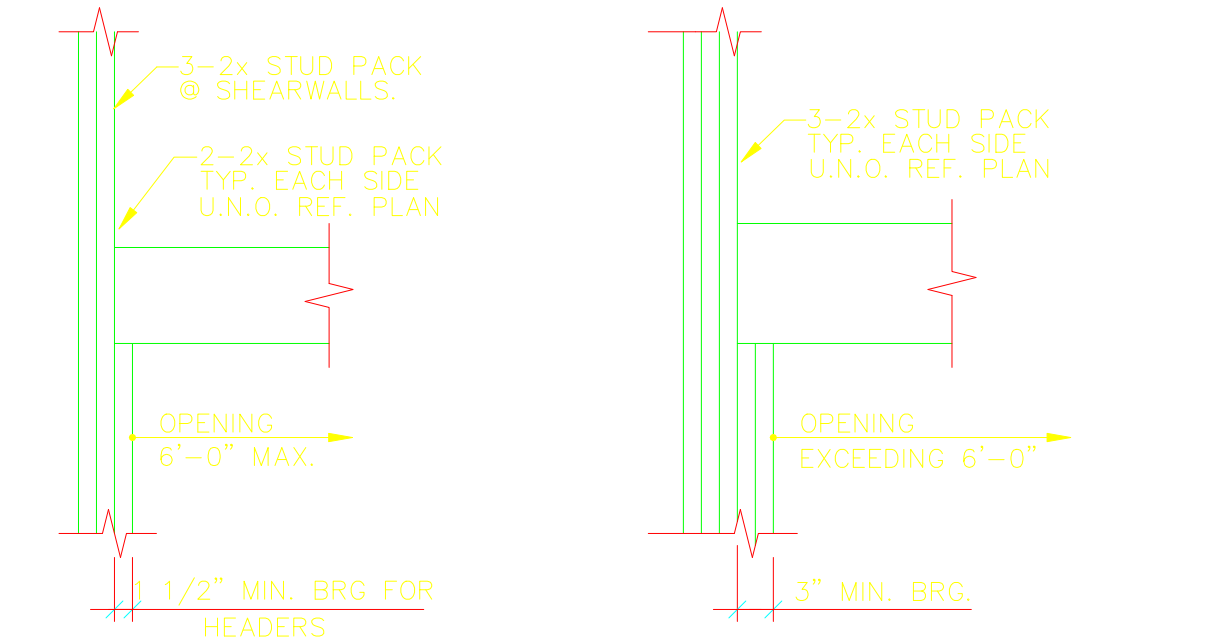 3-2x STUD PACK
@ SHEARWALLS.
2-2x STUD PACK
TYP. EACH SIDE
U.N.O. REF. PLAN
OPENING
6'-0" MAX.
1 1/2" MIN. BRG FOR
HEADERS
3-2x STUD PACK
TYP. EACH SIDE
U.N.O. REF. PLAN
OPENING
EXCEEDING 6'-0"
3" MIN. BRG.